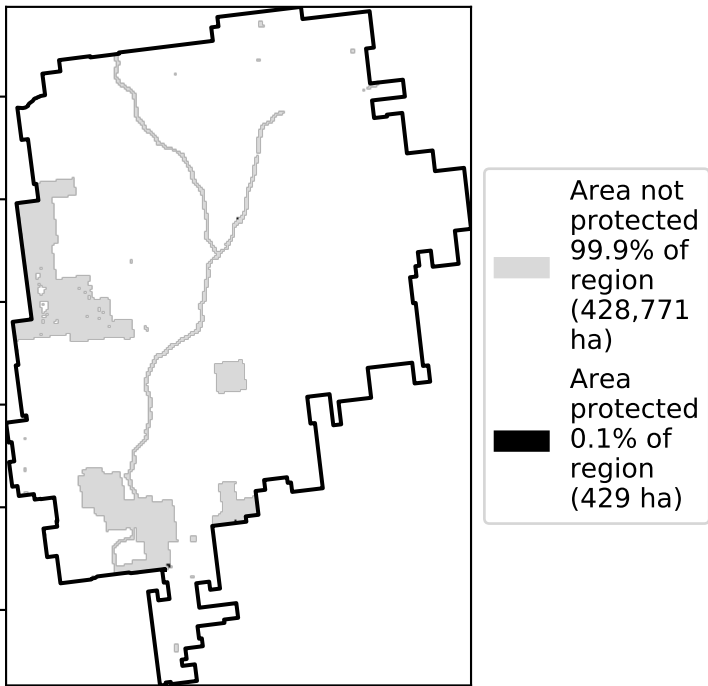 Area not
protected
99.9% of
region
(428,771
ha)
Area
protected
0.1% of
region
(429 ha)